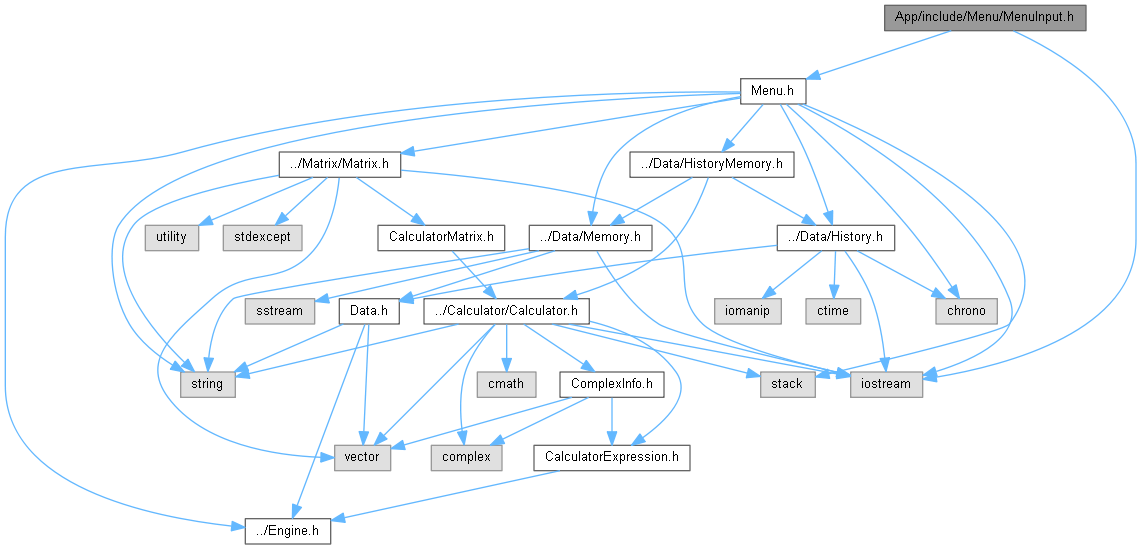 App/include/Menu/MenuInput.h
Menu.h
../Matrix/Matrix.h
../Data/HistoryMemory.h
utility
stdexcept
CalculatorMatrix.h
../Data/Memory.h
../Data/History.h
sstream
Data.h
../Calculator/Calculator.h
iomanip
ctime
chrono
string
cmath
ComplexInfo.h
stack
iostream
vector
complex
CalculatorExpression.h
../Engine.h